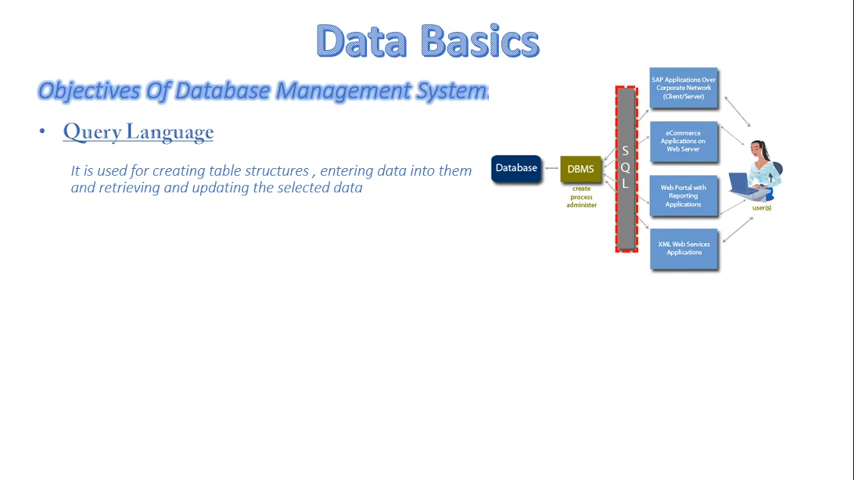 Data Basics
Objectives Of Database Management System.
• Query Language
It is used for creating table structures , entering data into them
and retrieving and updating the selected data
Database
DBMS
create
process
administer
S
Q
L
SAP Applications Over
Corporate Network
(Client/Server)
eCommerce
Applications on
Web Server
Web Portal with
Reporting
Applications
XML Web Services
Applications
user(s)